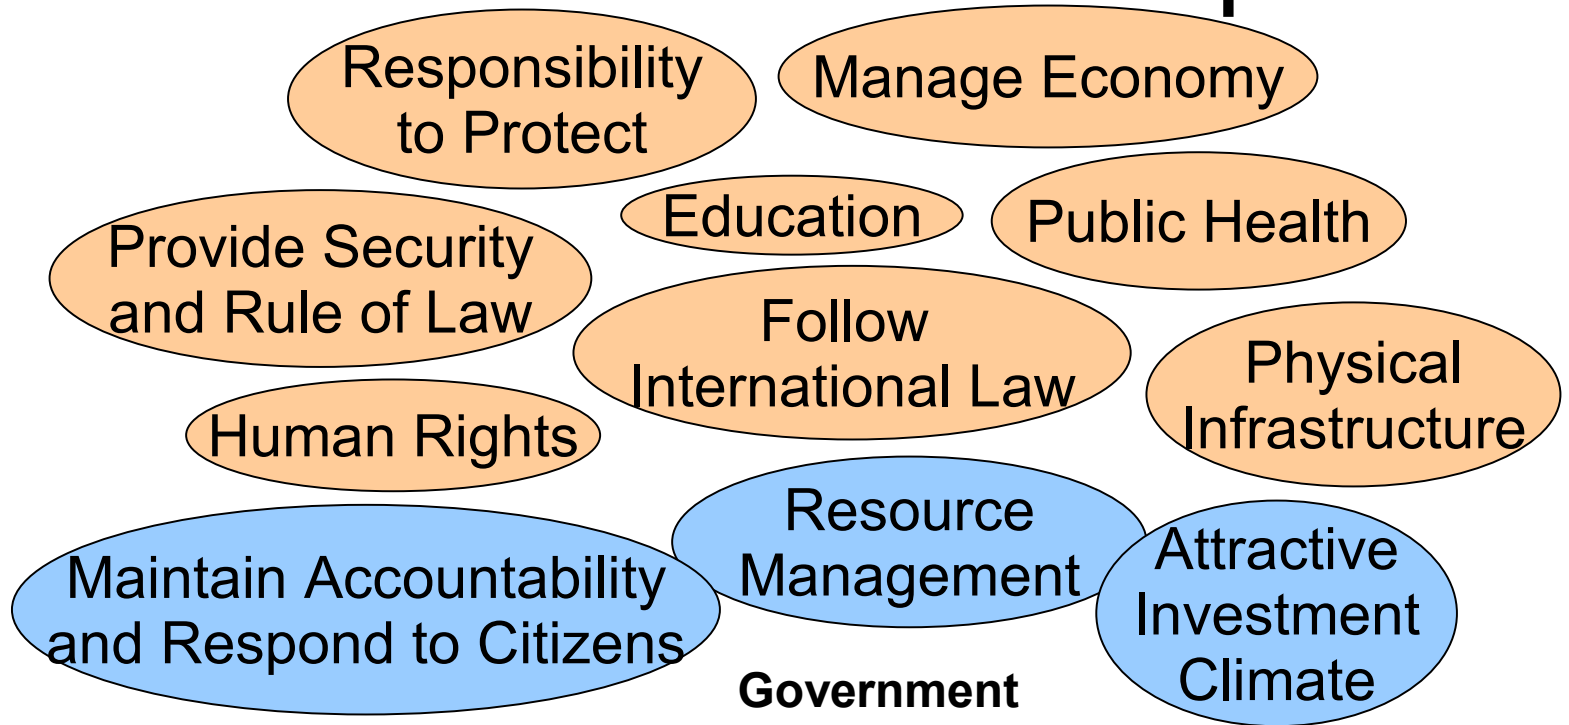 Responsibility
to Protect
Manage Economy
Education
Public Health
Provide Security
and Rule of Law
Follow
International Law
Physical
Infrastructure
Human Rights
Resource
Management
Attractive
Investment
Climate
Maintain Accountability
and Respond to Citizens
Government